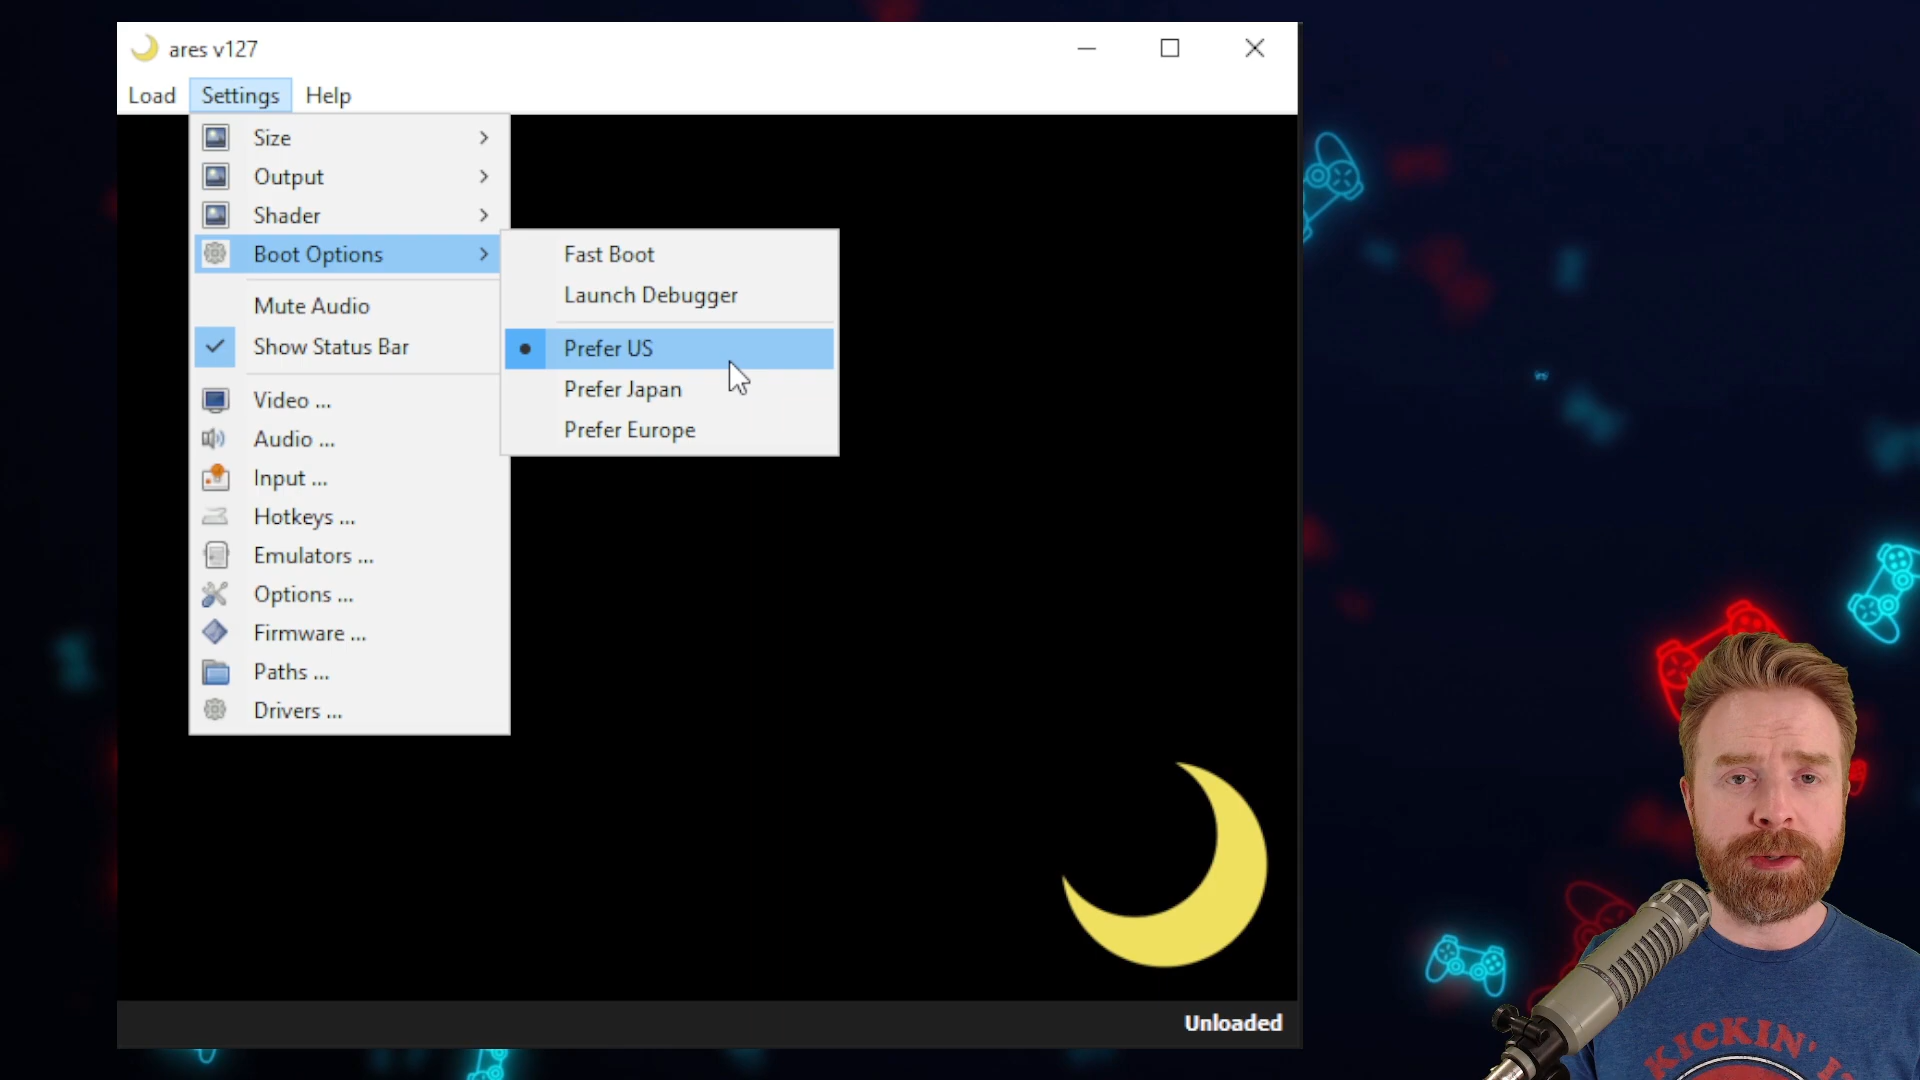 ares v127
Load Settings Help
Size
Output
Shader
Boot Options
Mute Audio
Show Status Bar
Video ...
Audio ...
Input ...
Hotkeys ...
Emulators ...
Options ...
Firmware ...
Paths ...
Drivers ...
Fast Boot
Launch Debugger
Prefer US
Prefer Japan
Prefer Europe
Unloaded
KICKIN'